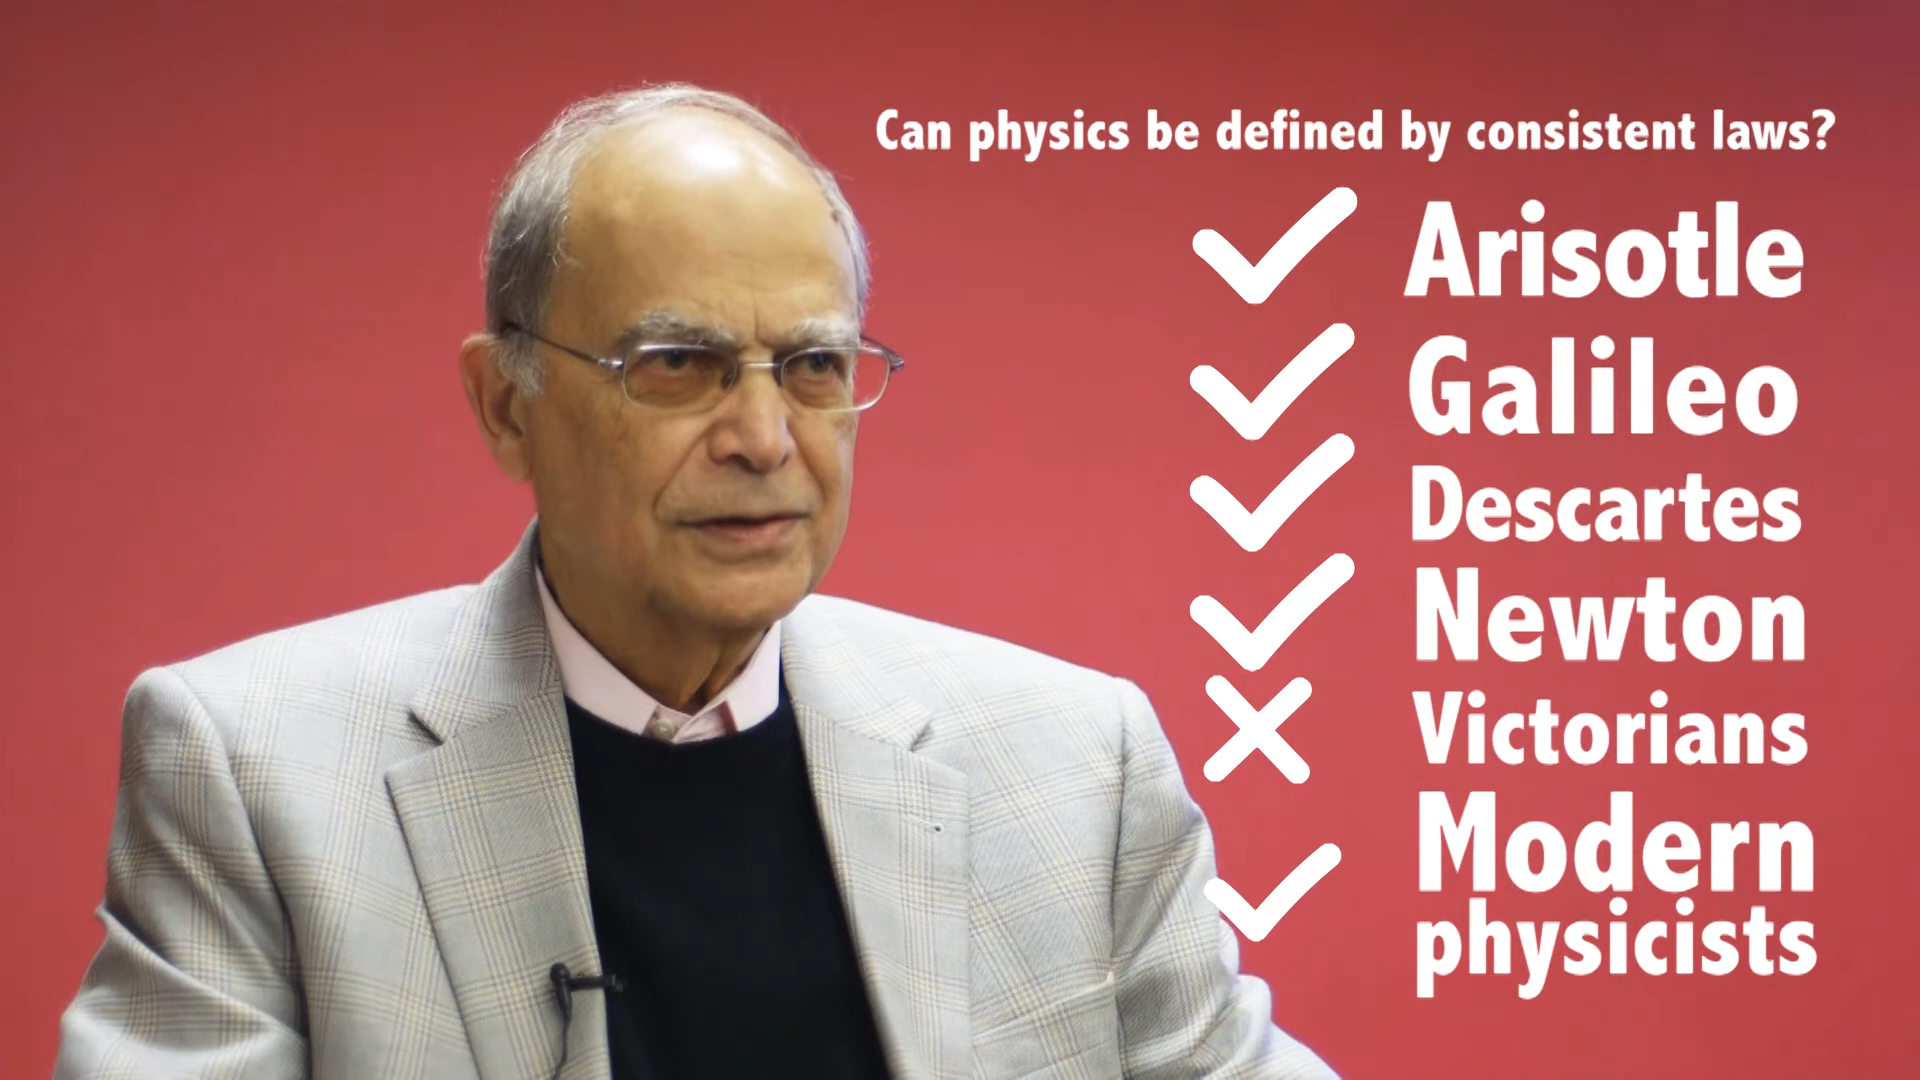 Can physics be defined by consistent laws?
Arisotle
Galileo
Descartes
Newton
Victorians
Modern
physicists